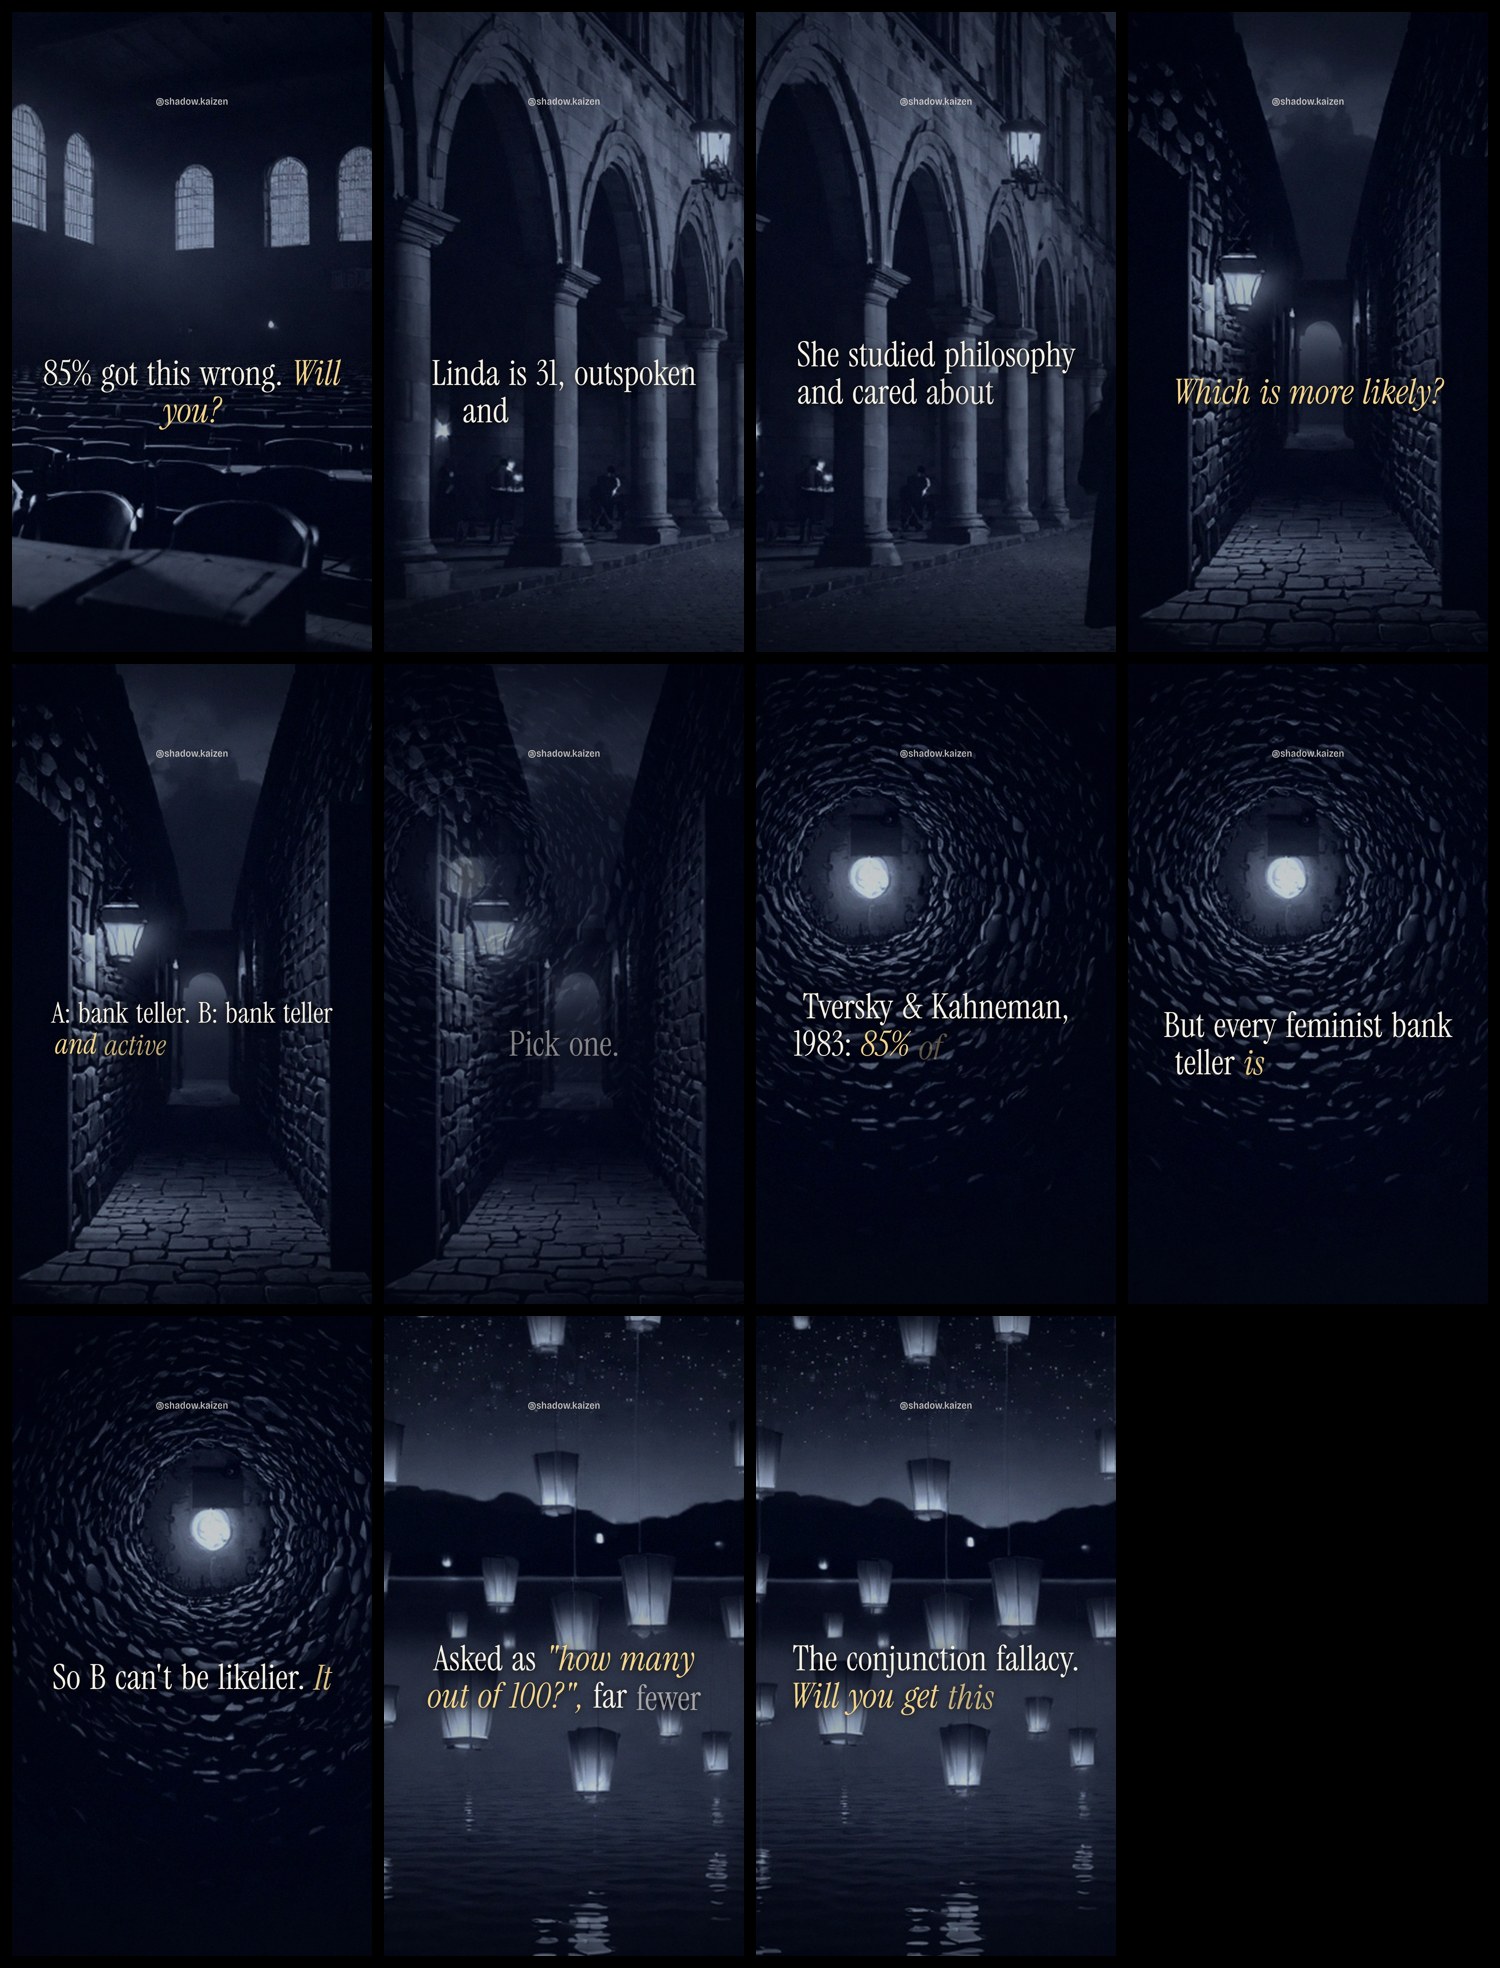 @shadow.kaizen
85% got this wrong. Will
you?
@shadow.kaizen
Linda is 31, outspoken
and
@shadow.kaizen
She studied philosophy
and cared about
@shadow.kaizen
Which is more likely?
@shadow.kaizen
A: bank teller. B: bank teller
and active
@shadow.kaizen
Pick one.
@shadow.kaizen
Tversky & Kahneman,
1983: 85% of
@shadow.kaizen
But every feminist bank
teller is
@shadow.kaizen
So B can't be likelier. It
@shadow.kaizen
Asked as "how many
out of 100?", far fewer
@shadow.kaizen
The conjunction fallacy.
Will you get this